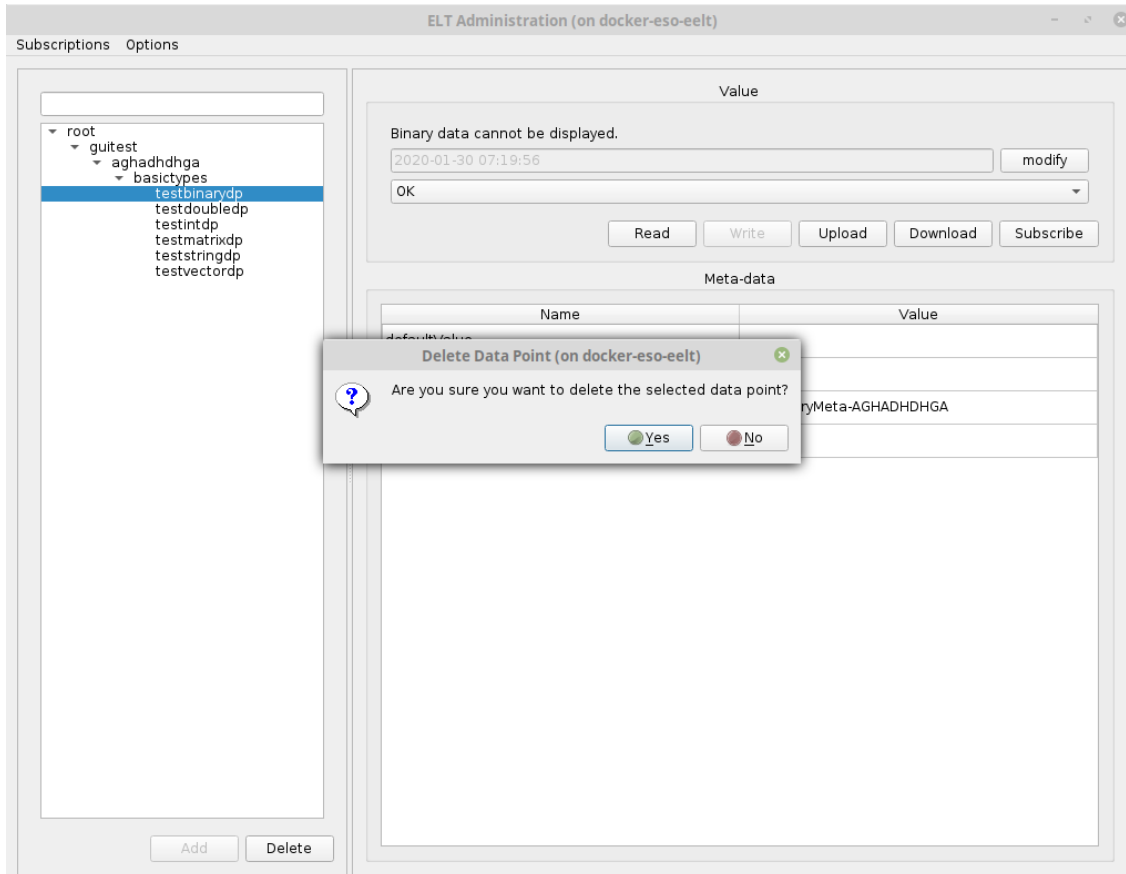 ELT Administration (on docker-eso-eelt)
Subscriptions Options
root
guitest
aghadhdhga
basictypes
testbinarydp
testdoubledp
testintdp
testmatrixdp
teststringdp
testvectordp
Add Delete
Value
Binary data cannot be displayed.
2020-01-30 07:19:56 modify
OK
Read Write Upload Download Subscribe
Meta-data
Name Value
defaultValue
ryMeta-AGHADHDHGA
Delete Data Point (on docker-eso-eelt)
Are you sure you want to delete the selected data point?
Yes No